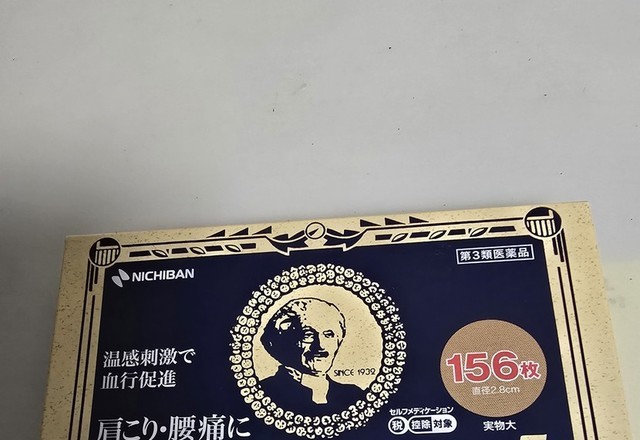 NICHIBAN
第3類医薬品
温感刺激で
血行促進
SINCE 1932
156枚
直径2.8cm
肩こり・腰痛に
セルフメディケーション
税 控除 対象
実物大